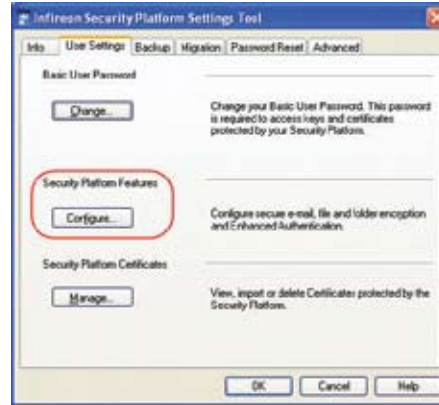 Infineon Security Platform Settings Tool
Info User Settings Backup Migration Password Reset Advanced
Basic User Password
Change...
Change your Basic User Password. This password
is required to access keys and certificates
protected by your Security Platform.
Security Platform Features
Configure...
Configure secure e-mail, file and folder encryption
and Enhanced Authentication.
Security Platform Certificates
Manage...
View, import or delete Certificates protected by the
Security Platform.
OK Cancel Help